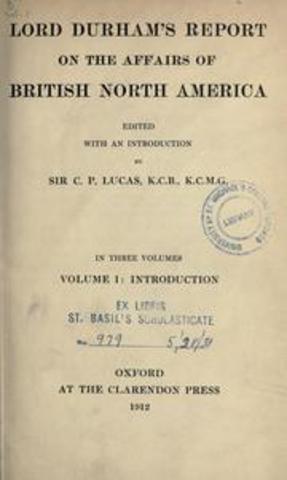 LORD DURHAM'S REPORT
ON THE AFFAIRS OF
BRITISH NORTH AMERICA
EDITED
WITH AN INTRODUCTION
BY
SIR C. P. LUCAS, K.C.B., K.C.M.G.
IN THREE VOLUMES
VOLUME I: INTRODUCTION
EX LIBRIS
ST. BASIL'S SCHOLASTICATE
979
OXFORD
AT THE CLARENDON PRESS
1912